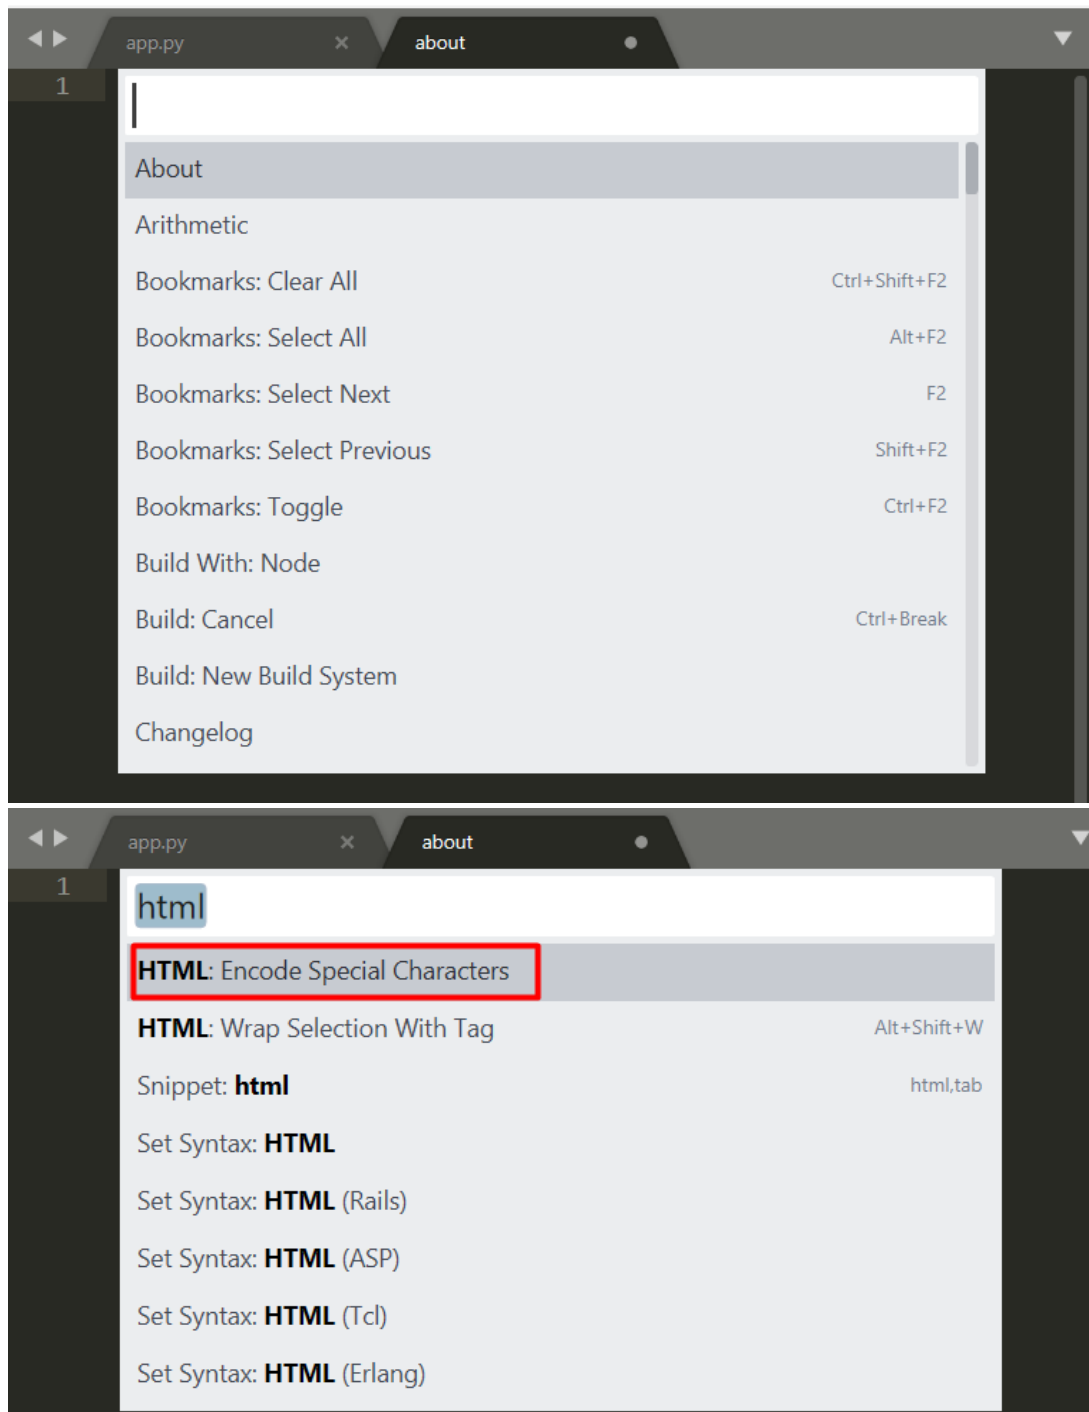 app.py × about
1
About
Arithmetic
Bookmarks: Clear All Ctrl+Shift+F2
Bookmarks: Select All Alt+F2
Bookmarks: Select Next F2
Bookmarks: Select Previous Shift+F2
Bookmarks: Toggle Ctrl+F2
Build With: Node
Build: Cancel Ctrl+Break
Build: New Build System
Changelog
app.py × about
1
html
HTML: Encode Special Characters
HTML: Wrap Selection With Tag Alt+Shift+W
Snippet: html html,tab
Set Syntax: HTML
Set Syntax: HTML (Rails)
Set Syntax: HTML (ASP)
Set Syntax: HTML (Tcl)
Set Syntax: HTML (Erlang)